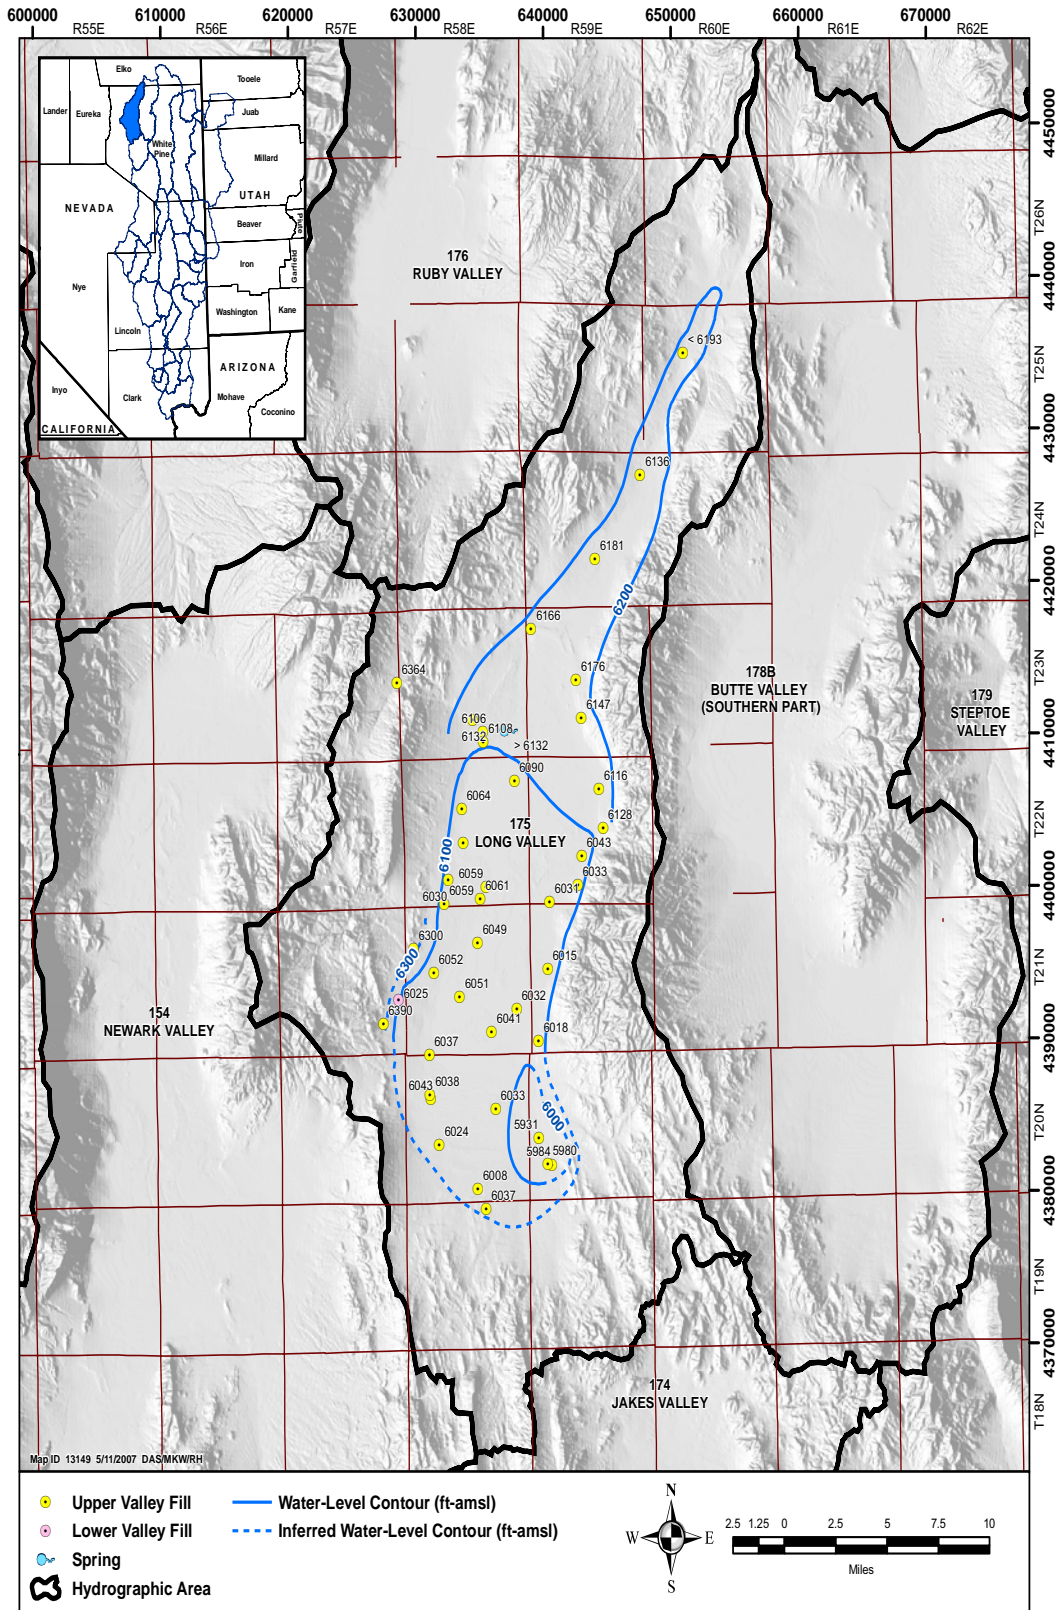 600000 610000 620000 630000 640000 650000 660000 670000
R55E R56E R57E R58E R59E R60E R61E R62E
Elko
Tooele
Lander
Eureka
Juab
White
Pine
Millard
UTAH
NEVADA
Beaver
Piute
Iron
Garfield
Nye
Washington
Kane
Lincoln
ARIZONA
Inyo
Clark
Mohave
Coconino
CALIFORNIA
4450000
T26N
4440000
T25N
4430000
T24N
4420000
T23N
4410000
T22N
4400000
T21N
4390000
T20N
4380000
T19N
4370000
T18N
176
RUBY VALLEY
< 6193
6136
6181
6200
6166
6364
6176
178B
BUTTE VALLEY
(SOUTHERN PART)
179
STEPTOE
VALLEY
6147
6106
6108
6132
> 6132
6090
6116
6064
6128
175
LONG VALLEY
6100
6043
6059
6033
6061
6030
6059
6031
6300
6049
6300
6052
6015
6025
6051
6390
6032
154
NEWARK VALLEY
6041
6018
6037
6043
6038
6033
6000
5931
6024
5984
5980
6008
6037
174
JAKES VALLEY
Map ID 13149 5/11/2007 DAS/MKW/RH
Upper Valley Fill
Lower Valley Fill
Spring
Hydrographic Area
Water-Level Contour (ft-amsl)
Inferred Water-Level Contour (ft-amsl)
N
W E
S
2.5 1.25 0 2.5 5 7.5 10
Miles